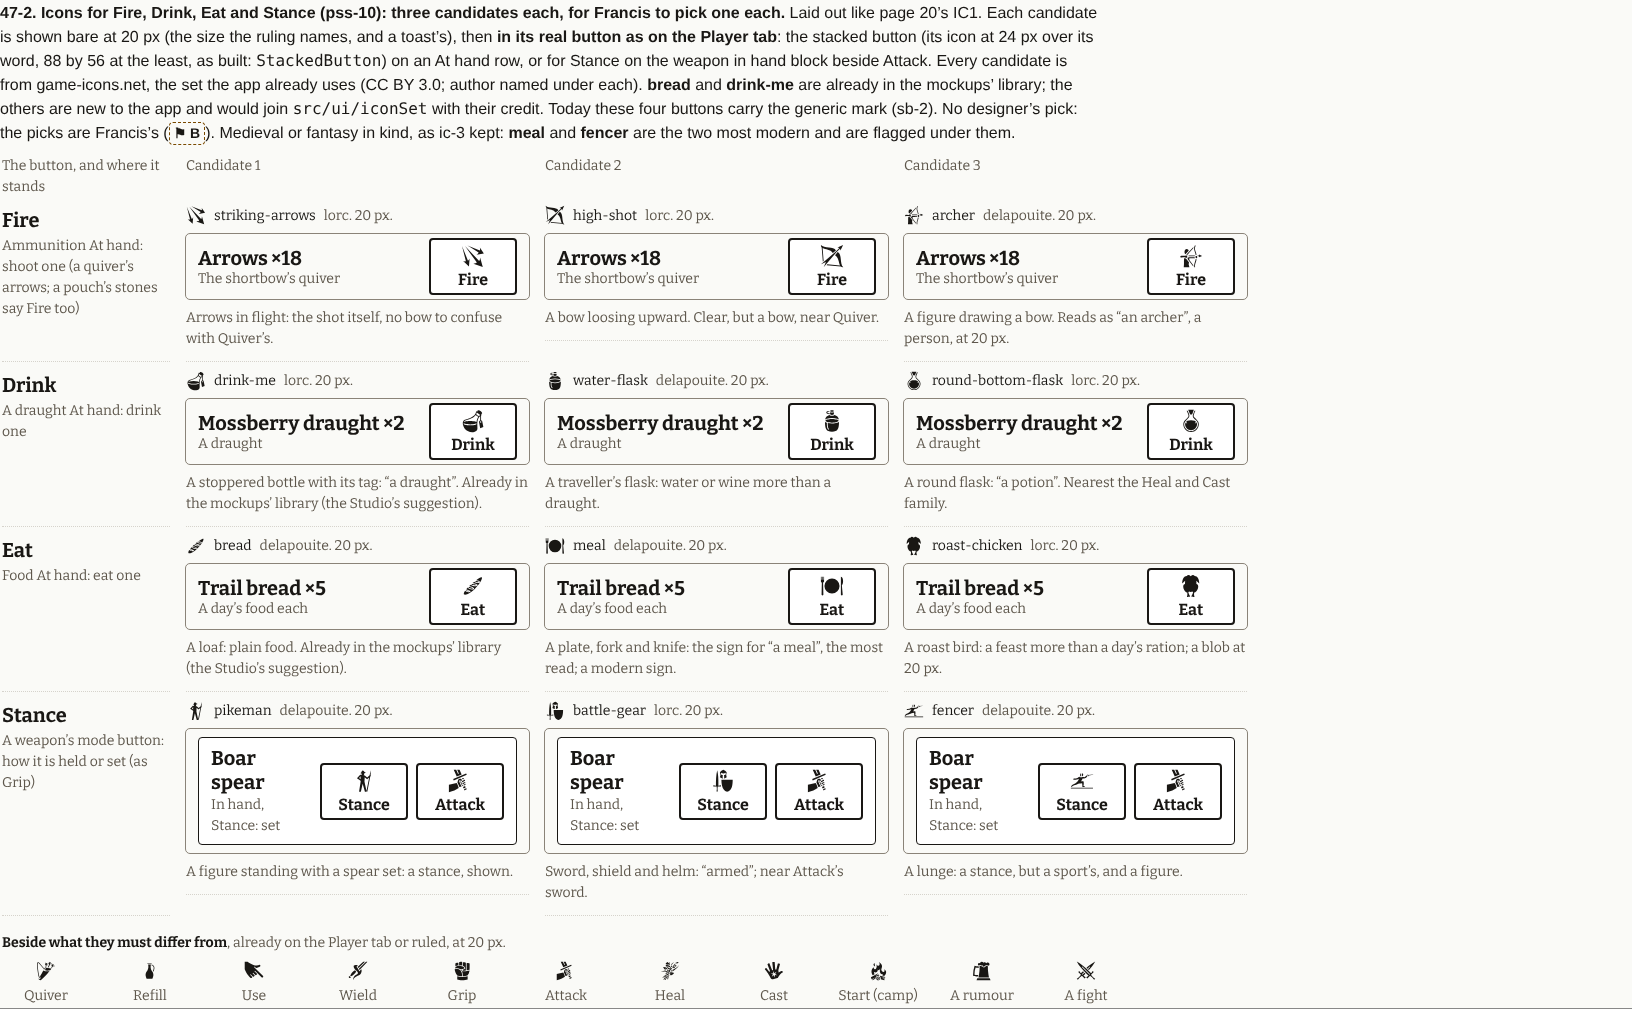 47-2. Icons for Fire, Drink, Eat and Stance (pss-10): three candidates each, for Francis to pick one each. Laid out like page 20’s IC1. Each candidate
is shown bare at 20 px (the size the ruling names, and a toast’s), then in its real button as on the Player tab: the stacked button (its icon at 24 px over its
word, 88 by 56 at the least, as built: StackedButton) on an At hand row, or for Stance on the weapon in hand block beside Attack. Every candidate is
from game-icons.net, the set the app already uses (CC BY 3.0; author named under each). bread and drink-me are already in the mockups’ library; the
others are new to the app and would join src/ui/iconSet with their credit. Today these four buttons carry the generic mark (sb-2). No designer’s pick:
the picks are Francis’s (⚑ B). Medieval or fantasy in kind, as ic-3 kept: meal and fencer are the two most modern and are flagged under them.
The button, and where it
stands
Candidate 1
Candidate 2
Candidate 3
Fire
Ammunition At hand:
shoot one (a quiver’s
arrows; a pouch’s stones
say Fire too)
striking-arrows lorc. 20 px.
Arrows ×18
The shortbow’s quiver
Fire
Arrows in flight: the shot itself, no bow to confuse
with Quiver’s.
high-shot lorc. 20 px.
Arrows ×18
The shortbow’s quiver
Fire
A bow loosing upward. Clear, but a bow, near Quiver.
archer delapouite. 20 px.
Arrows ×18
The shortbow’s quiver
Fire
A figure drawing a bow. Reads as “an archer”, a
person, at 20 px.
Drink
A draught At hand: drink
one
drink-me lorc. 20 px.
Mossberry draught ×2
A draught
Drink
A stoppered bottle with its tag: “a draught”. Already in
the mockups’ library (the Studio’s suggestion).
water-flask delapouite. 20 px.
Mossberry draught ×2
A draught
Drink
A traveller’s flask: water or wine more than a
draught.
round-bottom-flask lorc. 20 px.
Mossberry draught ×2
A draught
Drink
A round flask: “a potion”. Nearest the Heal and Cast
family.
Eat
Food At hand: eat one
bread delapouite. 20 px.
Trail bread ×5
A day’s food each
Eat
A loaf: plain food. Already in the mockups’ library
(the Studio’s suggestion).
meal delapouite. 20 px.
Trail bread ×5
A day’s food each
Eat
A plate, fork and knife: the sign for “a meal”, the most
read; a modern sign.
roast-chicken lorc. 20 px.
Trail bread ×5
A day’s food each
Eat
A roast bird: a feast more than a day’s ration; a blob at
20 px.
Stance
A weapon’s mode button:
how it is held or set (as
Grip)
pikeman delapouite. 20 px.
Boar
spear
In hand,
Stance: set
Stance
Attack
A figure standing with a spear set: a stance, shown.
battle-gear lorc. 20 px.
Boar
spear
In hand,
Stance: set
Stance
Attack
Sword, shield and helm: “armed”; near Attack’s
sword.
fencer delapouite. 20 px.
Boar
spear
In hand,
Stance: set
Stance
Attack
A lunge: a stance, but a sport’s, and a figure.
Beside what they must differ from, already on the Player tab or ruled, at 20 px.
Quiver
Refill
Use
Wield
Grip
Attack
Heal
Cast
Start (camp)
A rumour
A fight